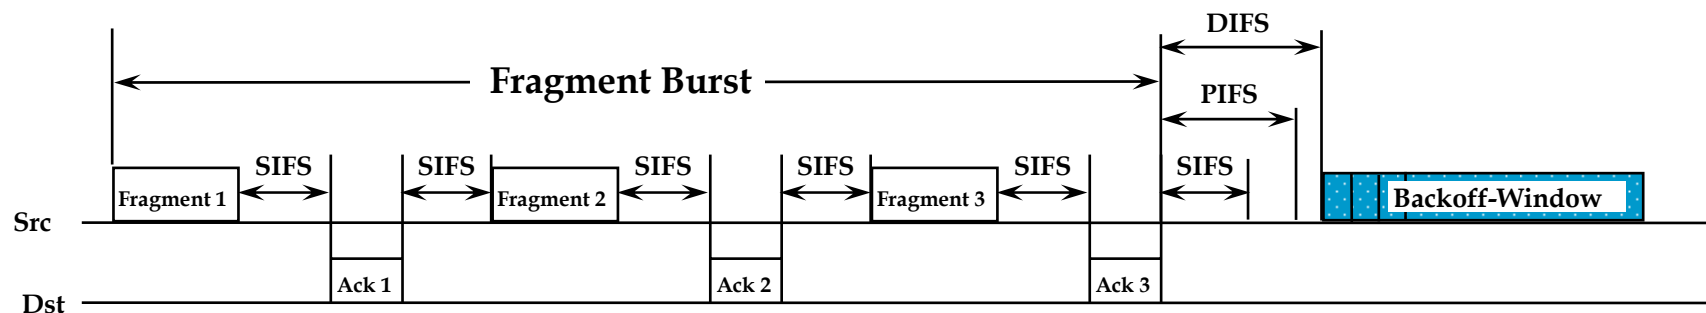 DIFS
Fragment Burst
PIFS
SIFS
SIFS
SIFS
SIFS
SIFS
SIFS
Fragment 1
Fragment 2
Fragment 3
Backoff-Window
Src
Ack 1
Ack 2
Ack 3
Dst